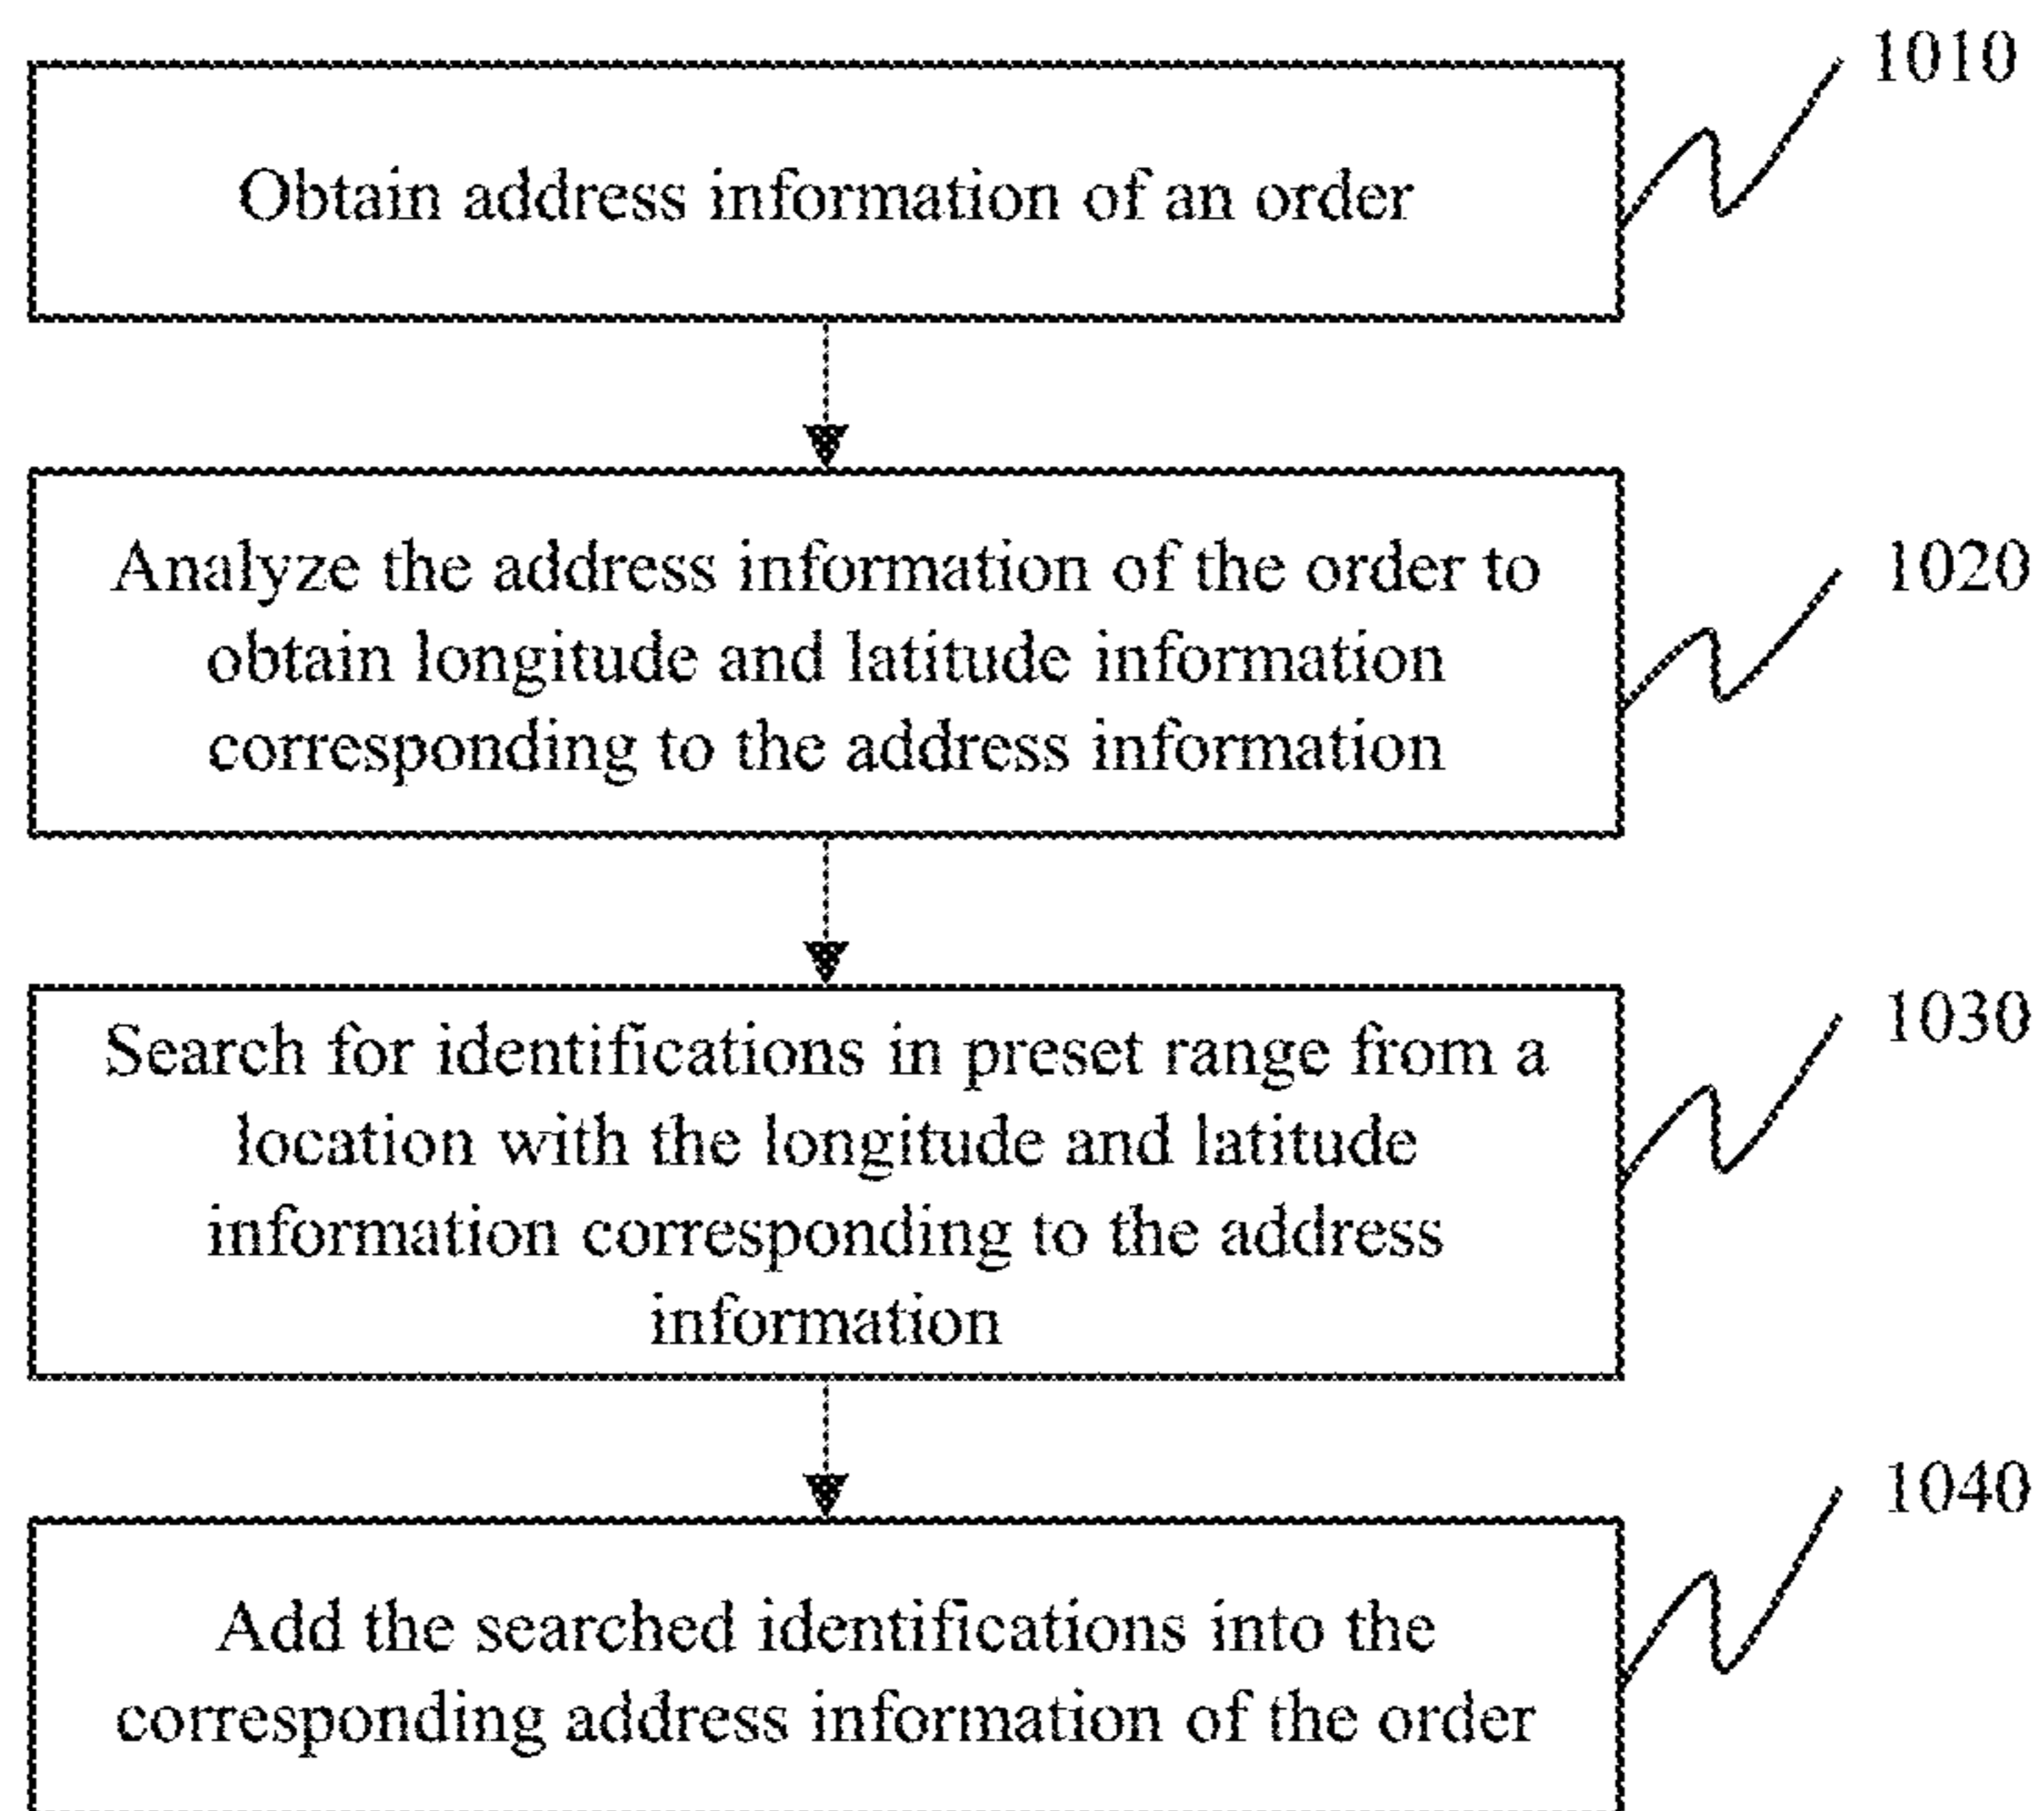 1010
Obtain address information of an order
Analyze the address information of the order to
obtain longitude and latitude information
corresponding to the address information
1020
Search for identifications in preset range from a
location with the longitude and latitude
information corresponding to the address
information
1030
Add the searched identifications into the
corresponding address information of the order
1040